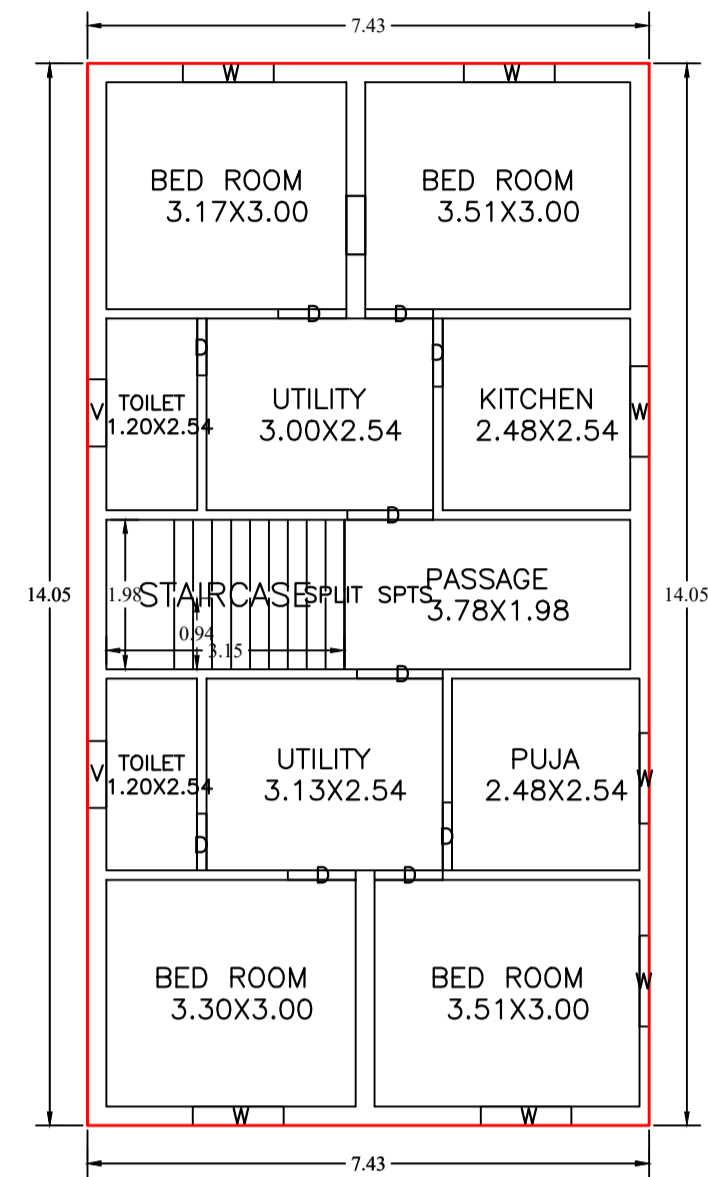 7.43
W W
BED ROOM
3.17X3.00
BED ROOM
3.51X3.00
D D
D D
V
TOILET
1.20X2.54
UTILITY
3.00X2.54
KITCHEN
2.48X2.54
W
D
14.05
1.98
STAIRCASE
SPLIT SPTS
PASSAGE
3.78X1.98
14.05
0.94
3.15
D
V
TOILET
1.20X2.54
UTILITY
3.13X2.54
PUJA
2.48X2.54
W
D D
D D
BED ROOM
3.30X3.00
BED ROOM
3.51X3.00
W
W W
7.43